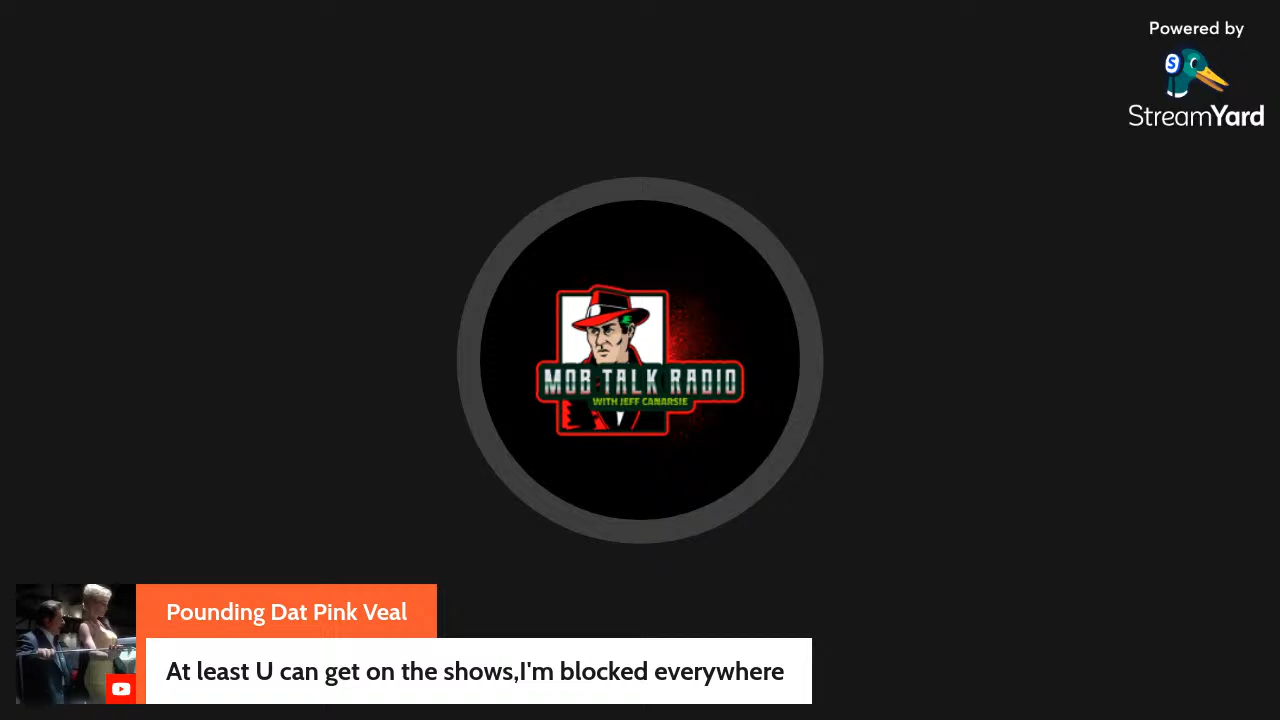 Powered by
S
StreamYard
MOB TALK RADIO
WITH JEFF CANARSIE
Pounding Dat Pink Veal
At least U can get on the shows,I'm blocked everywhere